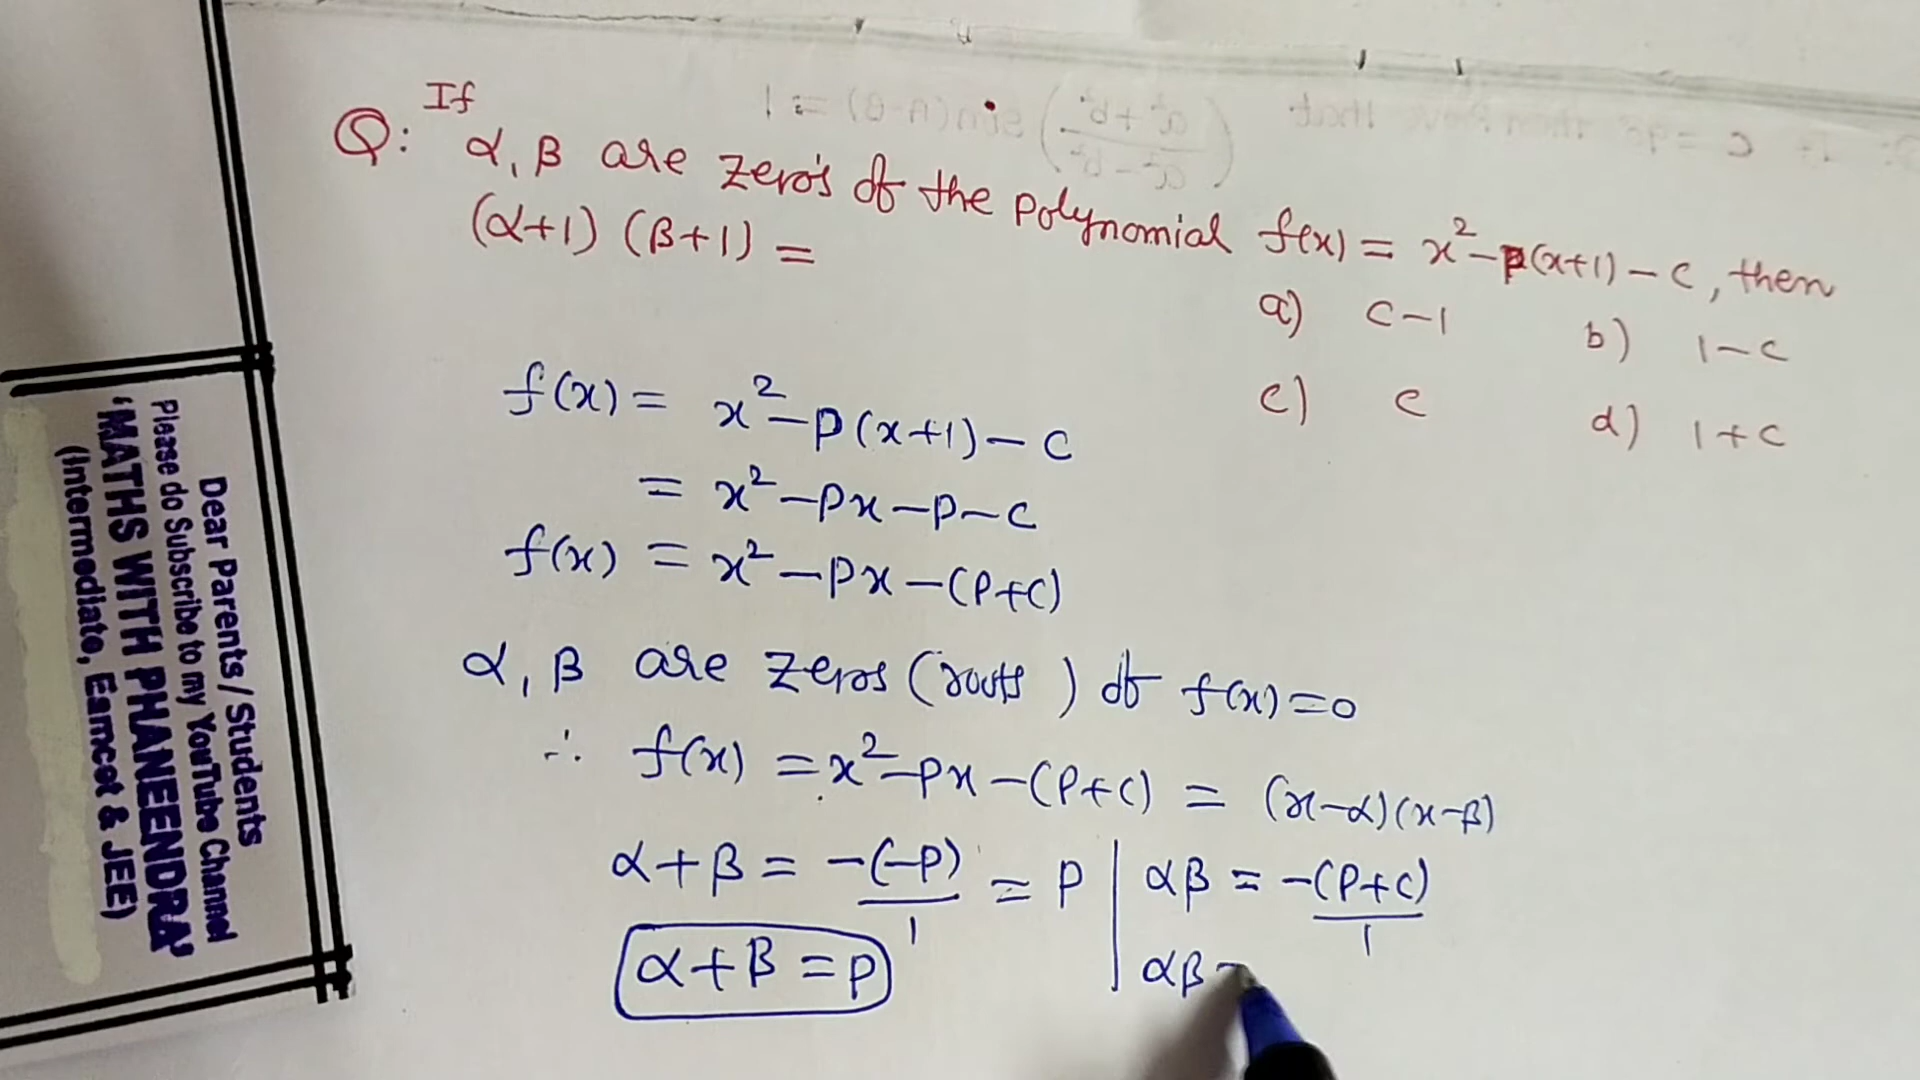 Q: If α, β are zero's of the polynomial f(x) = x² - p(x+1) - c, then
(α+1) (β+1) =
a) c-1
b) 1-c
c) c
d) 1+c
f(x) = x² - p(x+1) - c
= x² - px - p - c
f(x) = x² - px - (p+c)
α, β are zeros (roots) of f(x) = 0
∴ f(x) = x² - px - (p+c) = (x-α)(x-β)
α+β = -(-p)/1 = p | αβ = -(p+c)/1
α+β = p
αβ =
Dear Parents / Students
Please do Subscribe to my YouTube Channel
'MATHS WITH PHANEENDRA'
(Intermediate, Eamcet & JEE)